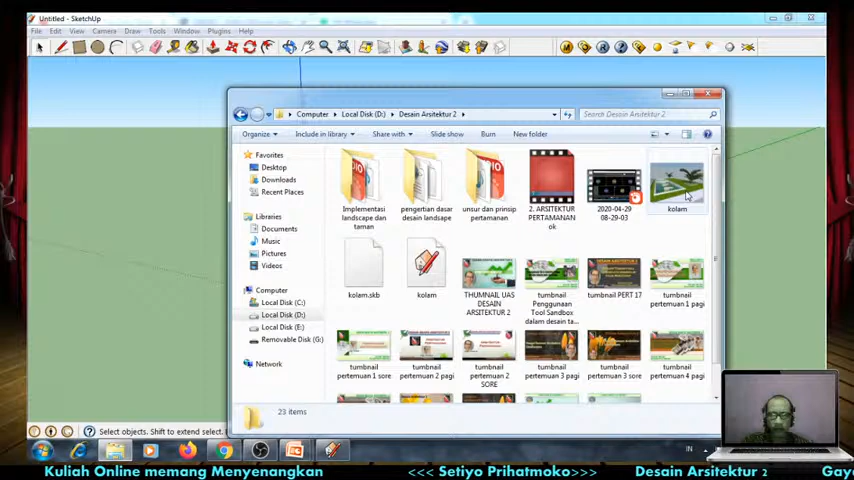 Untitled - SketchUp
File Edit View Camera Draw Tools Window Plugins Help
Computer Local Disk (D:) Desain Arsitektur 2
Search Desain Arsitektur 2
Organize Include in library Share with Slide show Burn New folder
Favorites
Desktop
Downloads
Recent Places
Libraries
Documents
Music
Pictures
Videos
Computer
Local Disk (C:)
Local Disk (D:)
Local Disk (E:)
Removable Disk (G:)
Network
Implementasi
landscape dan
taman
pengertian dasar
desain landsape
unsur dan prinsip
pertamanan
2. ARSITEKTUR
PERTAMANAN
ok
2020-04-29
08-29-03
kolam
kolam.skb
kolam
THUMNAIL UAS
DESAIN
ARSITEKTUR 2
tumbnail
Penggunaan
Tool Sandbox
dalam desain ta...
tumbnail PERT 17
tumbnail
pertemuan 1 pagi
tumbnail
pertemuan 1 sore
tumbnail
pertemuan 2 pagi
tumbnail
pertemuan 2
SORE
tumbnail
pertemuan 3 pagi
tumbnail
pertemuan 3 sore
tumbnail
pertemuan 4 pagi
23 items
Select objects. Shift to extend select.
IN
Kuliah Online memang Menyenangkan <<< Setiyo Prihatmoko>>> Desain Arsitektur 2 Gay